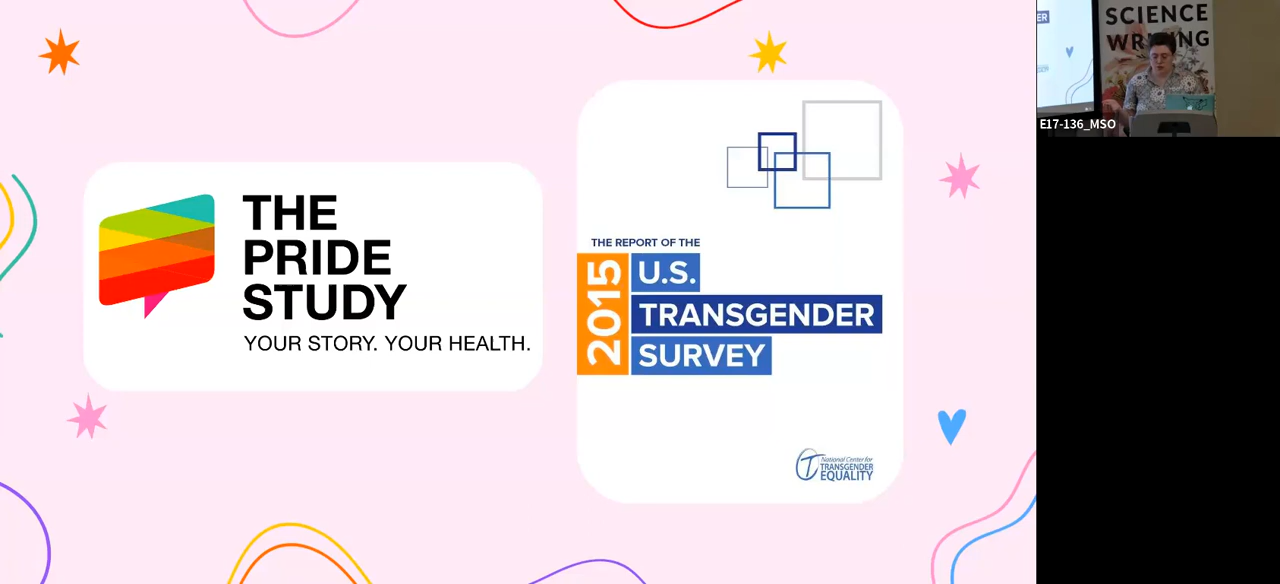 THE
PRIDE
STUDY
YOUR STORY. YOUR HEALTH.
THE REPORT OF THE
2015
U.S.
TRANSGENDER
SURVEY
National Center for
TRANSGENDER
EQUALITY
ER
SCIENCE
WRITING
E17-136_MSO